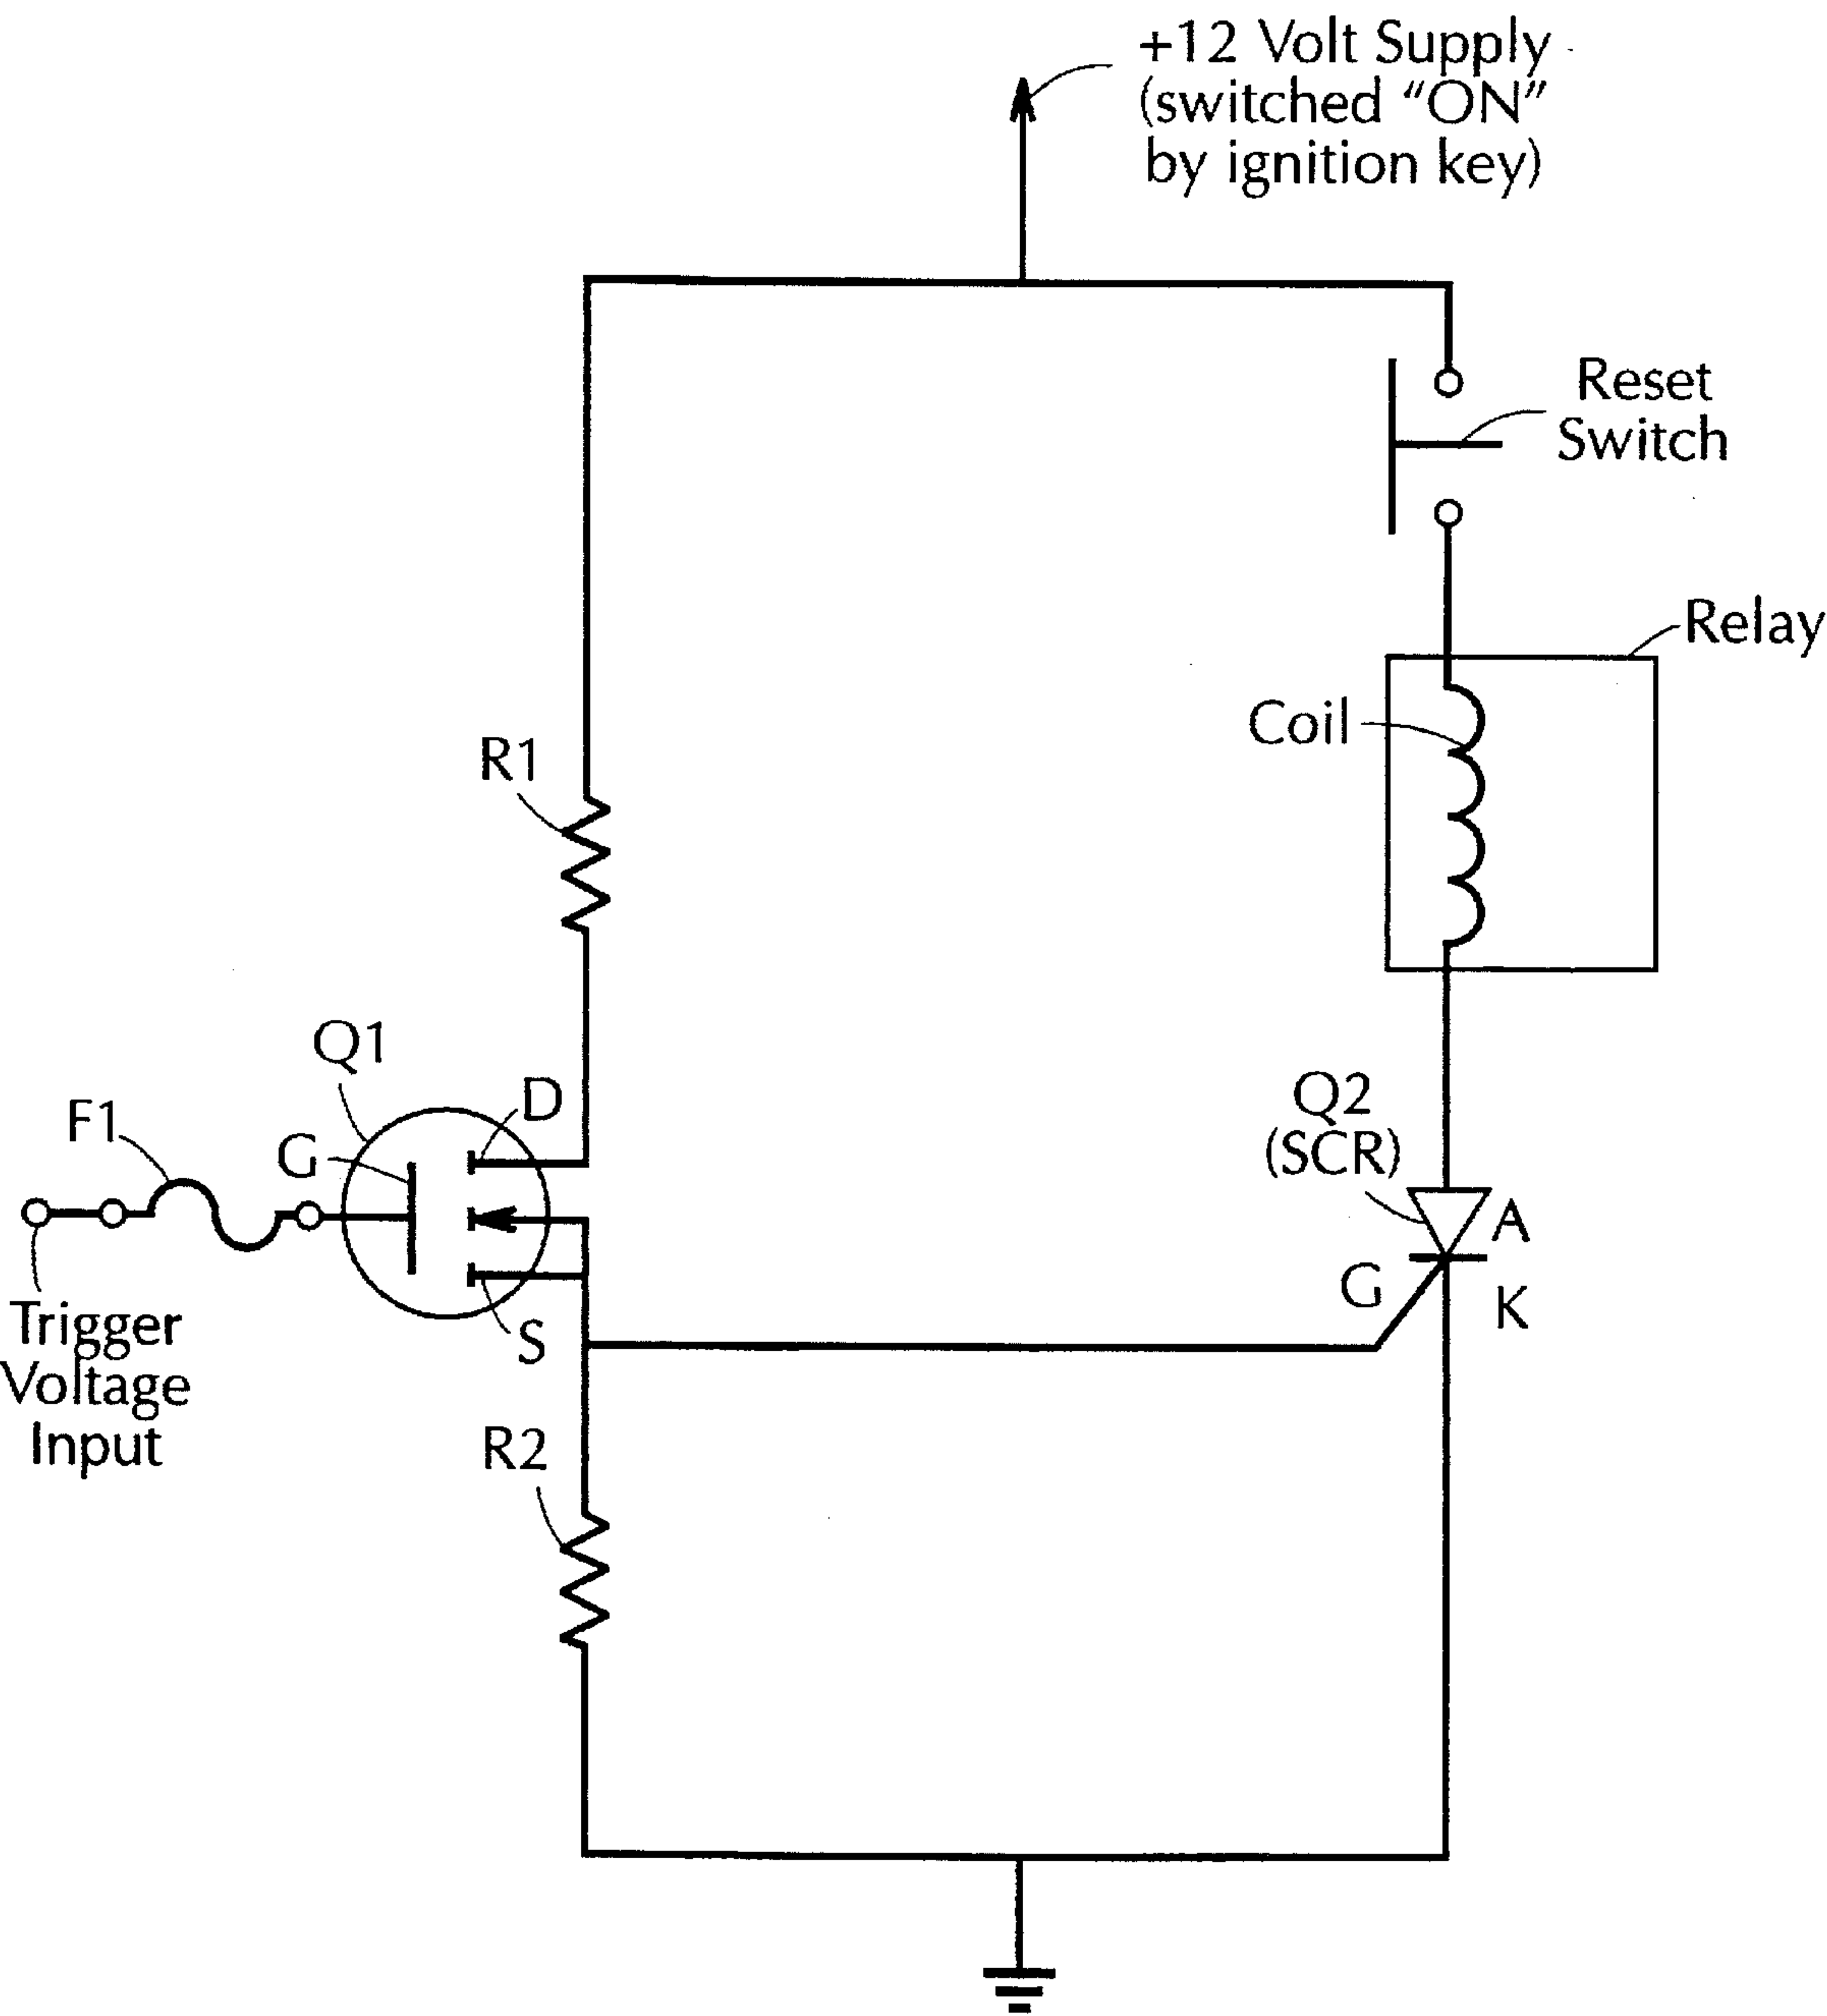 +12 Volt Supply
(switched “ON”
by ignition key)
Reset
Switch
Relay
Coil
R1
Q1
D
F1
G
Q2
(SCR)
A
G
K
S
Trigger
Voltage
Input
R2